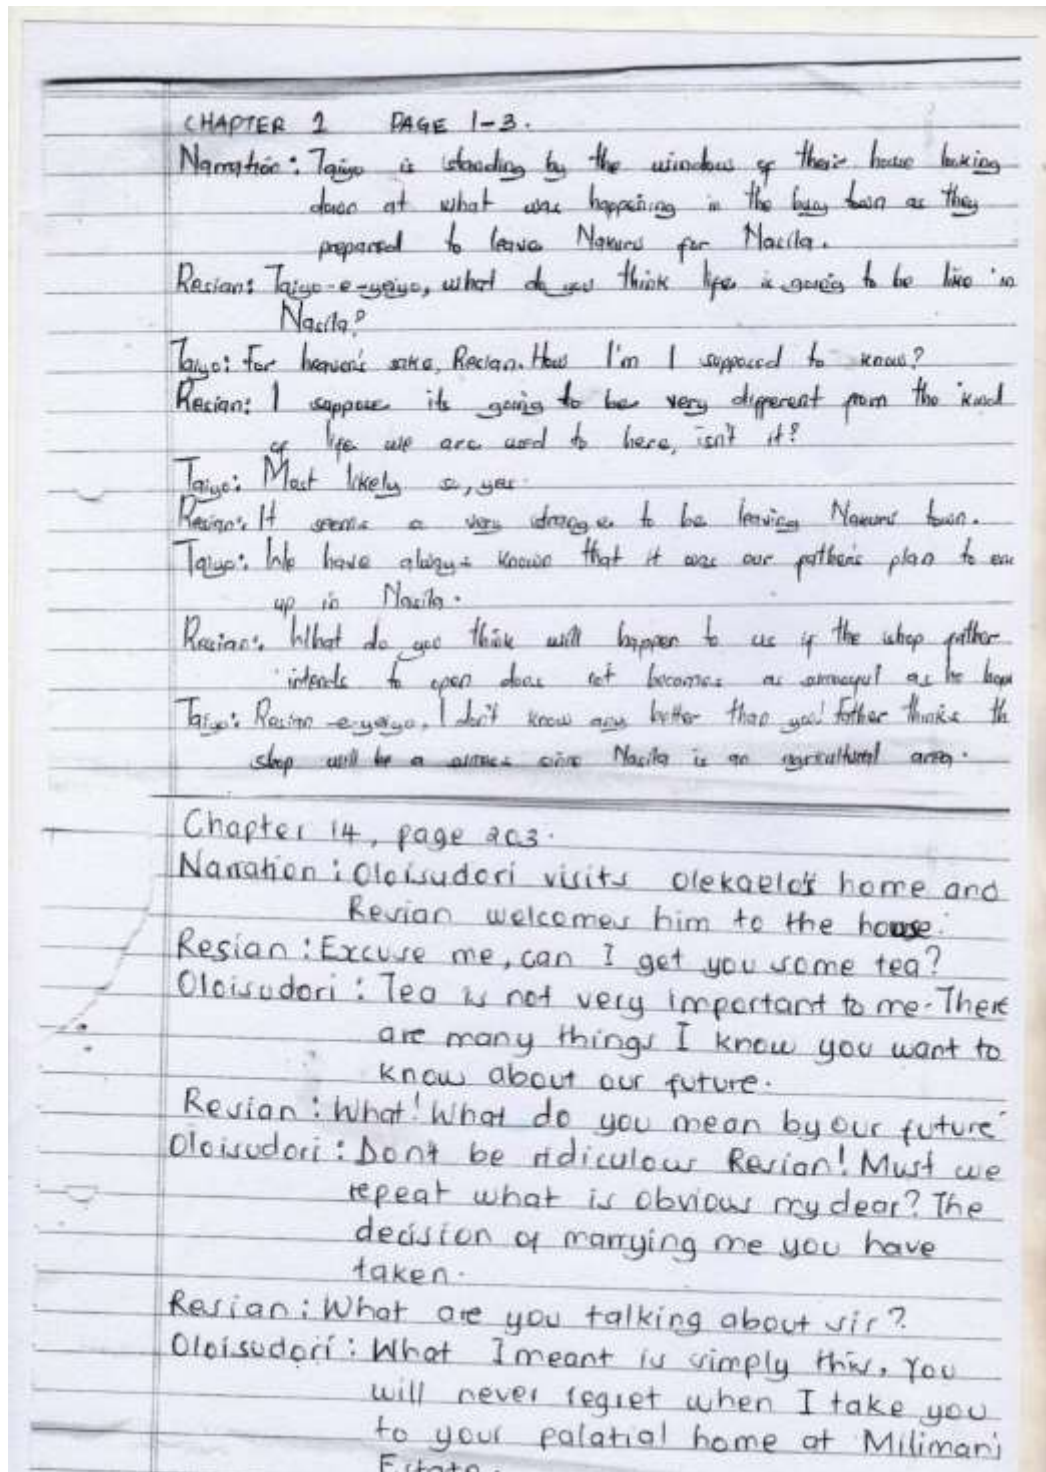 CHAPTER 1 PAGE 1-3.
Narration: Taiyo is standing by the window of their house looking
down at what was happening in the busy town as they
prepared to leave Nakuru for Nasila.
Resian: Taiyo-e-yeiyo, what do you think life is going to be like in
Nasila?
Taiyo: For heaven's sake, Resian. How I'm I supposed to know?
Resian: I suppose its going to be very different from the kind
of life we are used to here, isn't it?
Taiyo: Most likely so, yes.
Resian: It seems a very strange to be leaving Nakuru town.
Taiyo: We have always known that it was our father's plan to
up in Nasila.
Resian: What do you think will happen to us if the shop father
intends to open does not becomes as successful as he
Taiyo: Resian-e-yeiyo, I don't know any better than you! Father thinks
shop will be a success since Nasila is an agricultural area.
Chapter 14, page 203.
Narration: Oloisudori visits Olekaelo's home and
Resian welcomes him to the house.
Resian: Excuse me, can I get you some tea?
Oloisudori: Tea is not very important to me. There
are many things I know you want to
know about our future.
Resian: What! What do you mean by our future
Oloisudori: Don't be ridiculous Resian! Must we
repeat what is obvious my dear? The
decision of marrying me you have
taken.
Resian: What are you talking about sir?
Oloisudori: What I meant is simply this, You
will never regret when I take you
to your palatial home at Milimani
Estate.